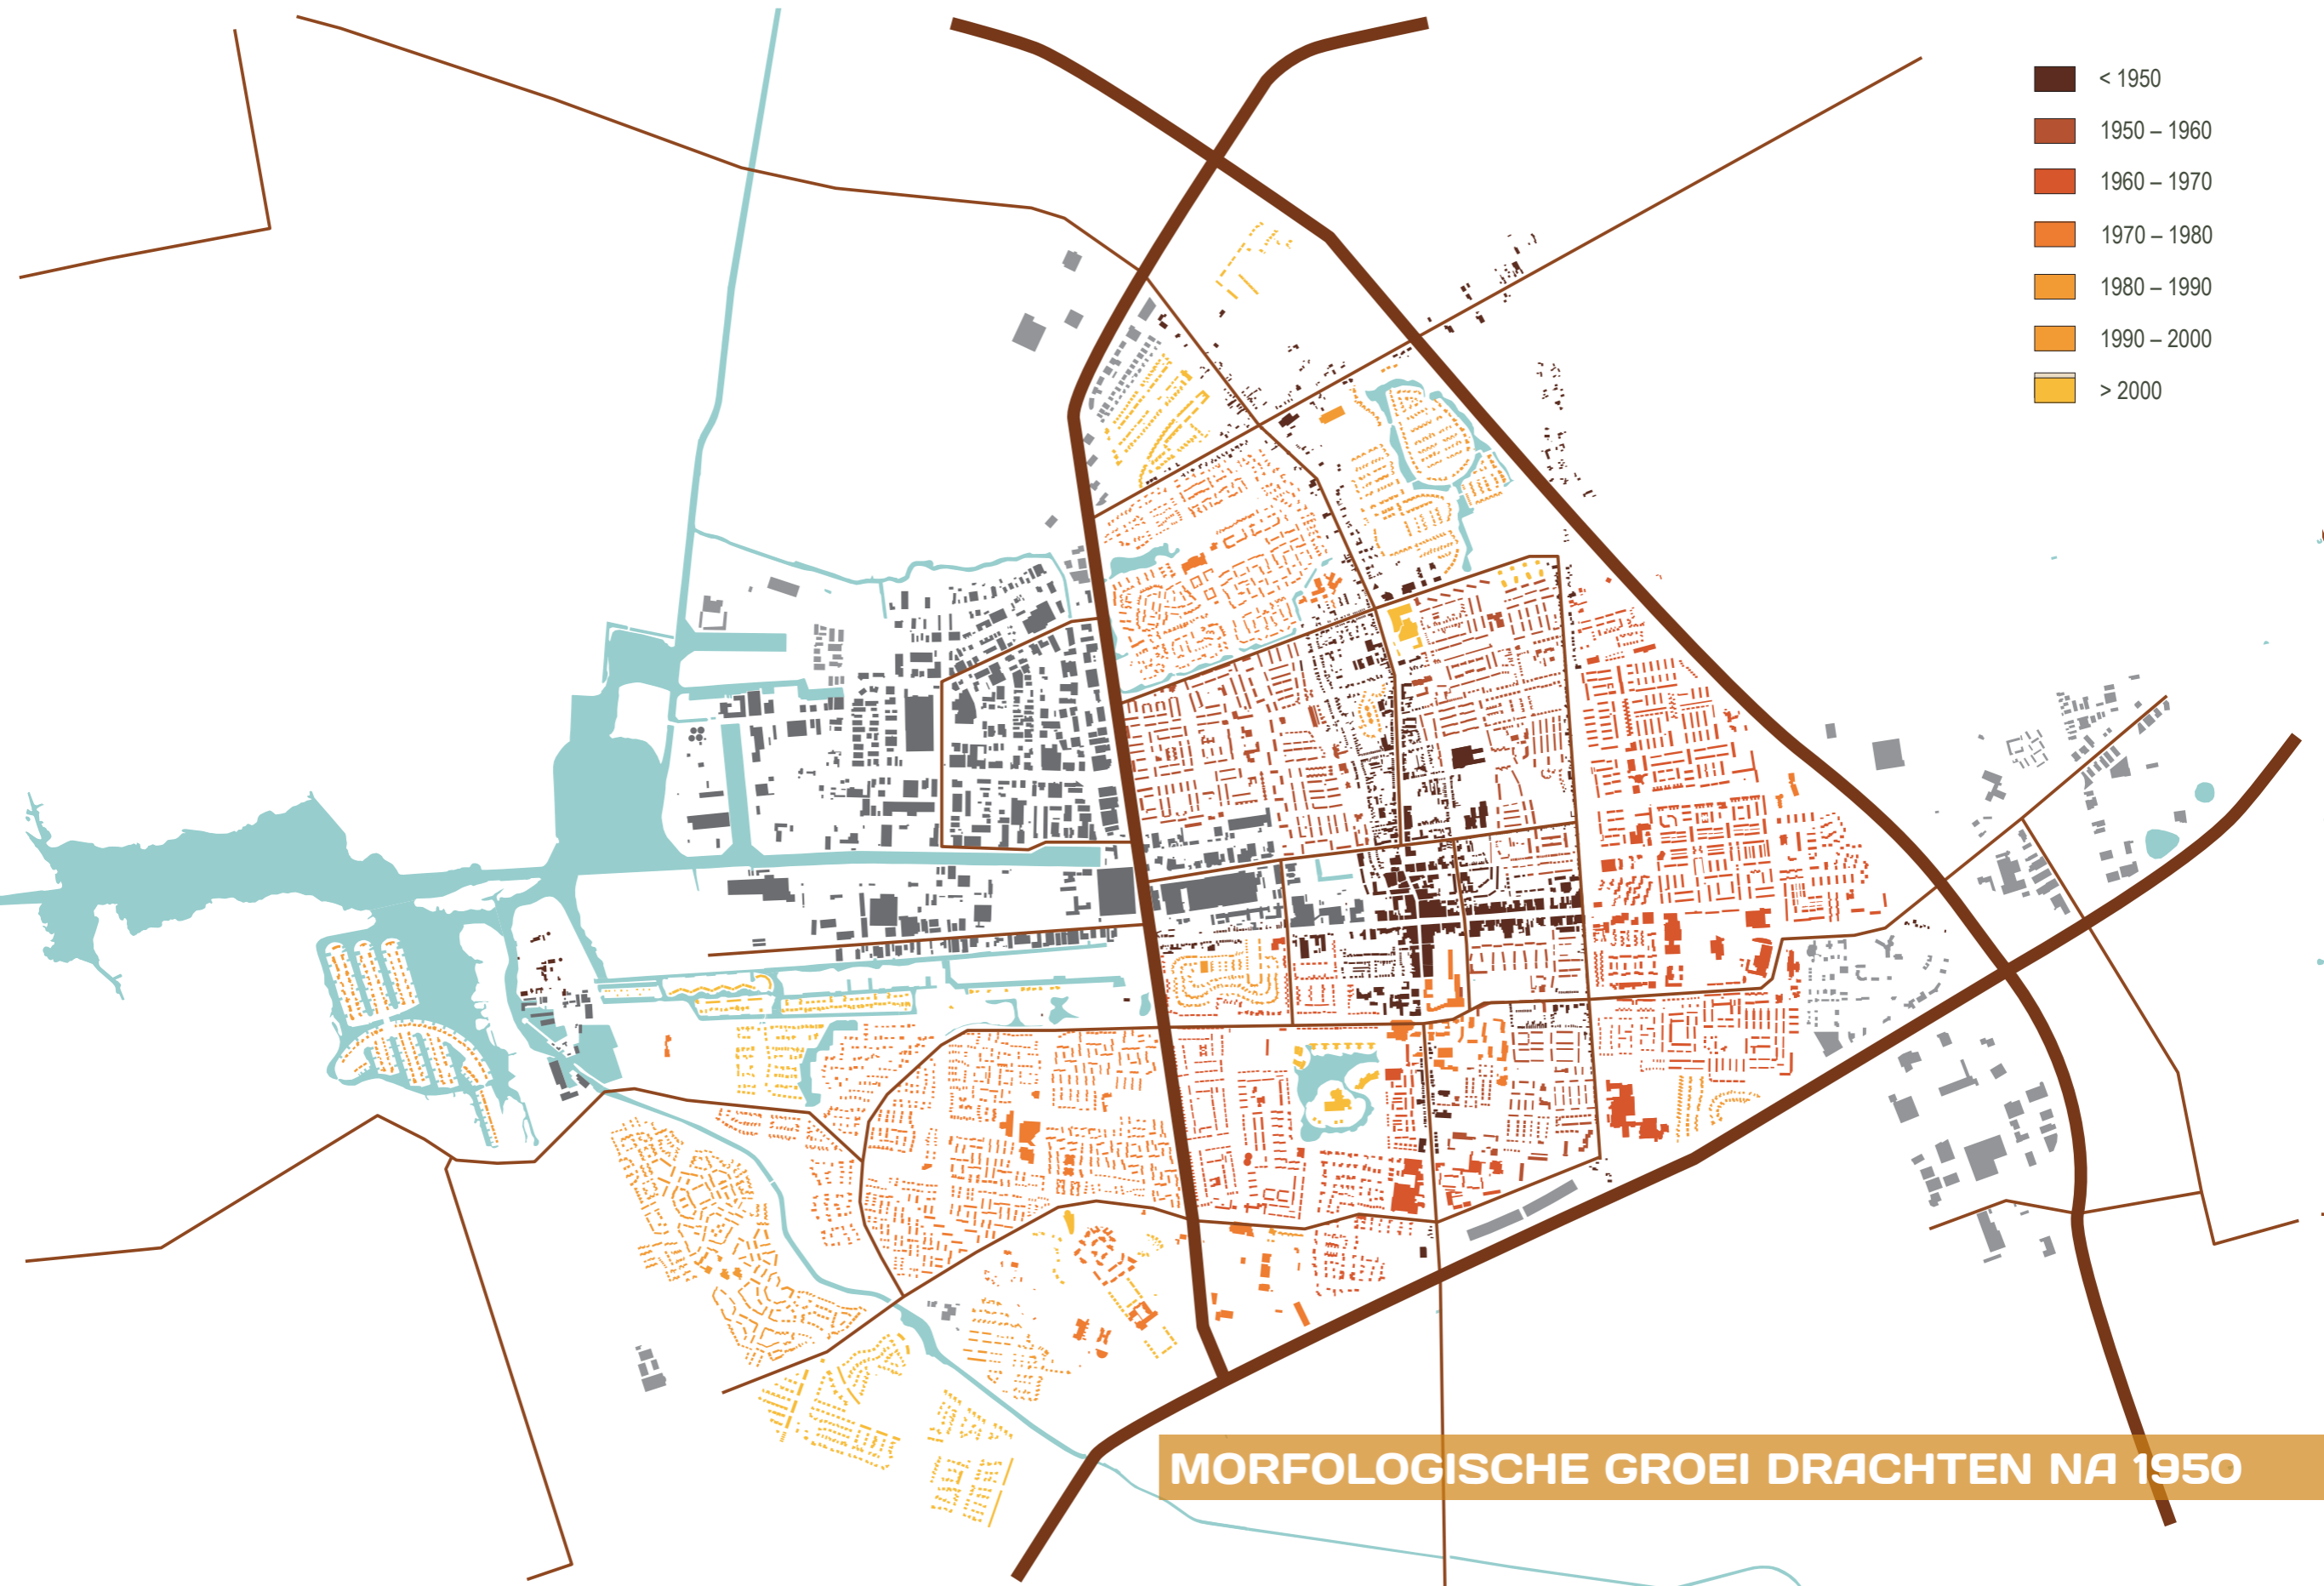 < 1950
1950 – 1960
1960 – 1970
1970 – 1980
1980 – 1990
1990 – 2000
> 2000
MORFOLOGISCHE GROEI DRACHTEN NA 1950